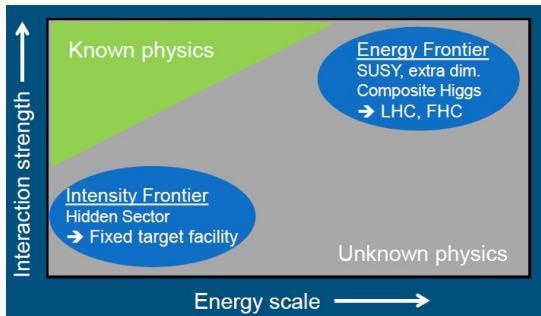 Known physics
Energy Frontier
SUSY, extra dim.
Composite Higgs
➔ LHC, FHC
Interaction strength
Intensity Frontier
Hidden Sector
➔ Fixed target facility
Unknown physics
Energy scale